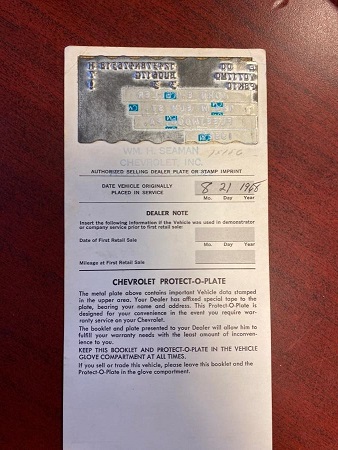 WM. H. SEAMAN
CHEVROLET, INC.
AUTHORIZED SELLING DEALER PLATE OR STAMP IMPRINT
DATE VEHICLE ORIGINALLY
PLACED IN SERVICE
8 21 1968
Mo. Day Year
DEALER NOTE
Insert the following information if the Vehicle was used in demonstrator
or company service prior to first retail sale:
Date of First Retail Sale
Mo. Day Year
Mileage at First Retail Sale
CHEVROLET PROTECT-O-PLATE
The metal plate above contains important Vehicle data stamped
in the upper area. Your Dealer has affixed special tape to the
plate, bearing your name and address. This Protect-O-Plate is
designed for your convenience in the event you require war-
ranty service on your Chevrolet.
The booklet and plate presented to your Dealer will allow him to
fulfill your warranty needs with the least amount of inconven-
ience to you.
KEEP THIS BOOKLET AND PROTECT-O-PLATE IN THE VEHICLE
GLOVE COMPARTMENT AT ALL TIMES.
If you sell or trade this vehicle, please leave this booklet and the
Protect-O-Plate in the glove compartment.